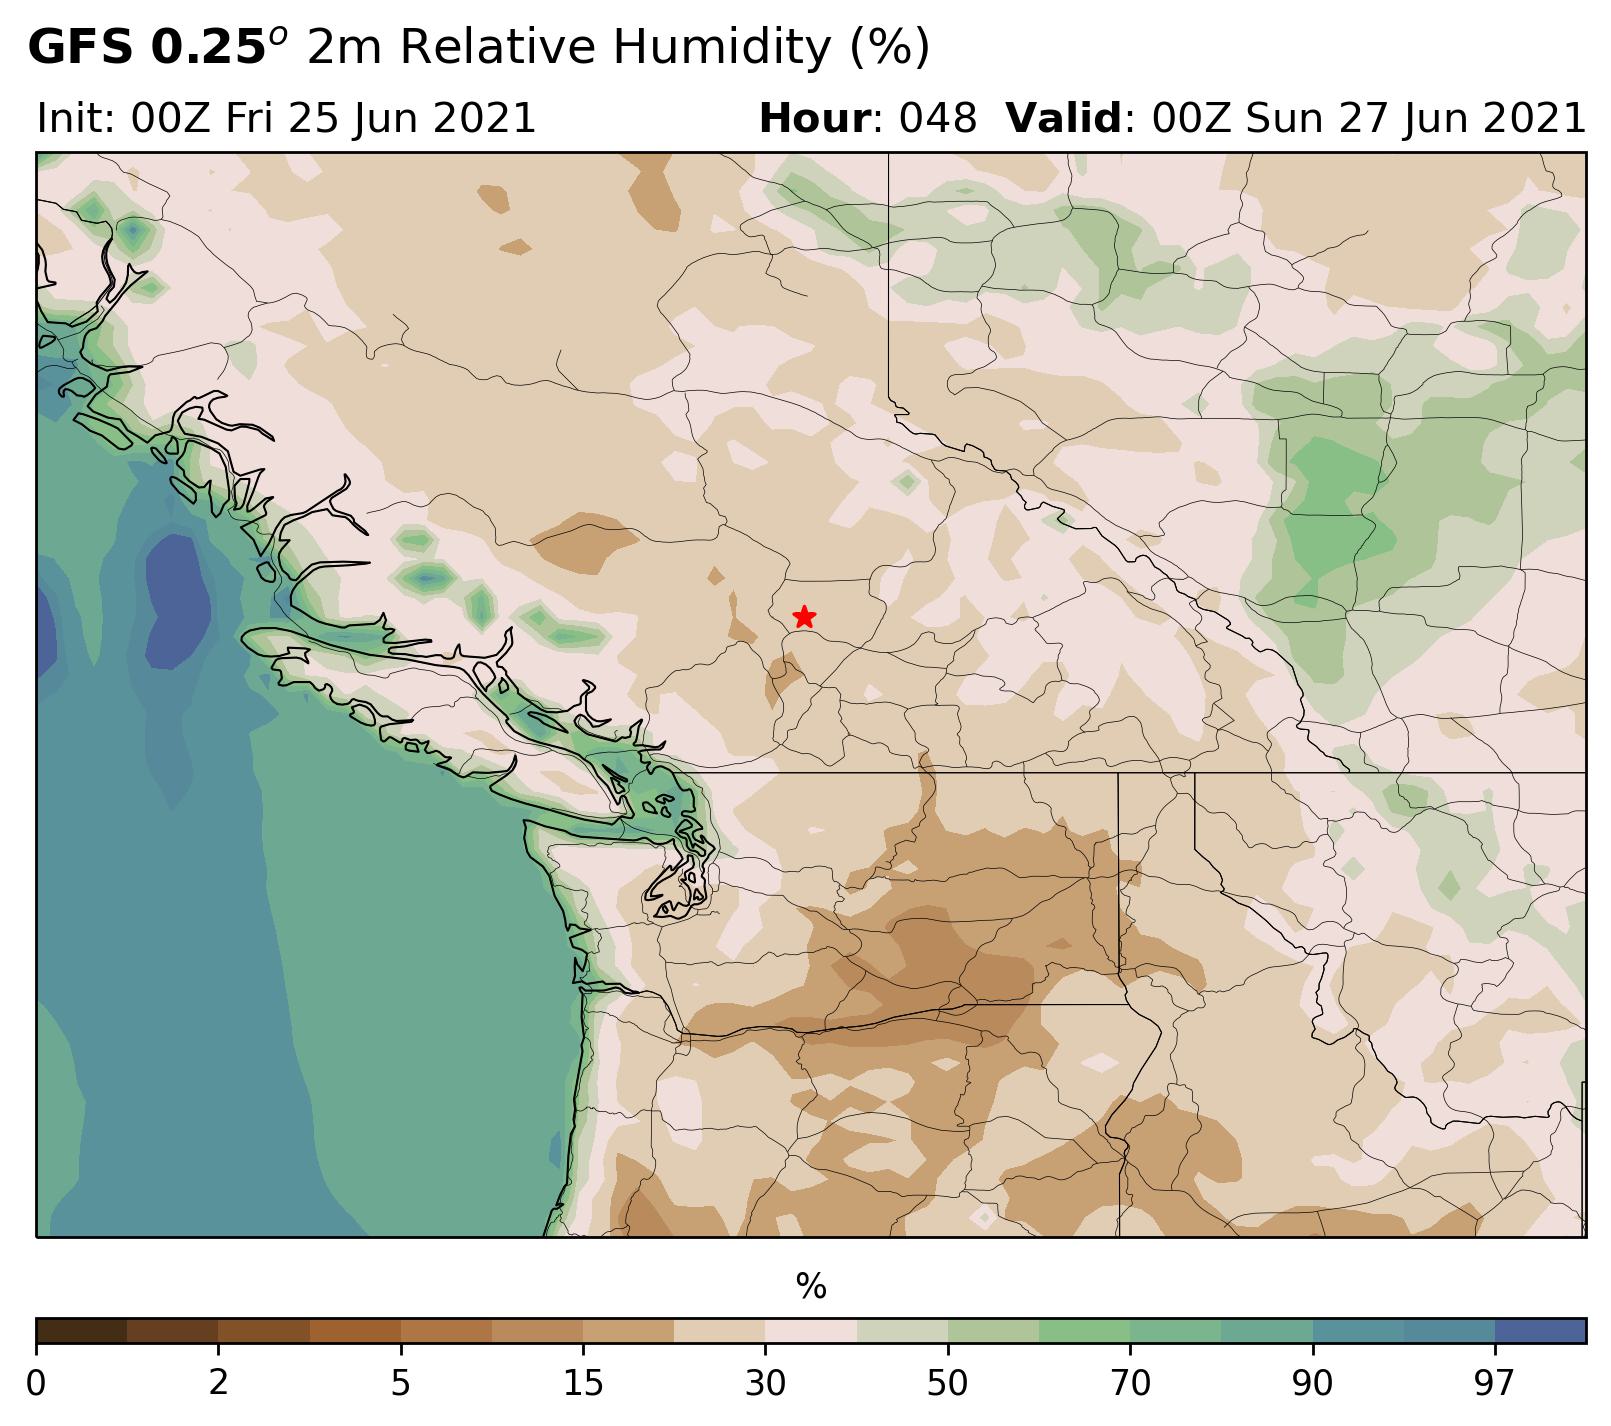 GFS 0.25° 2m Relative Humidity (%)
Init: 00Z Fri 25 Jun 2021 Hour: 048 Valid: 00Z Sun 27 Jun 2021
%
0 2 5 15 30 50 70 90 97